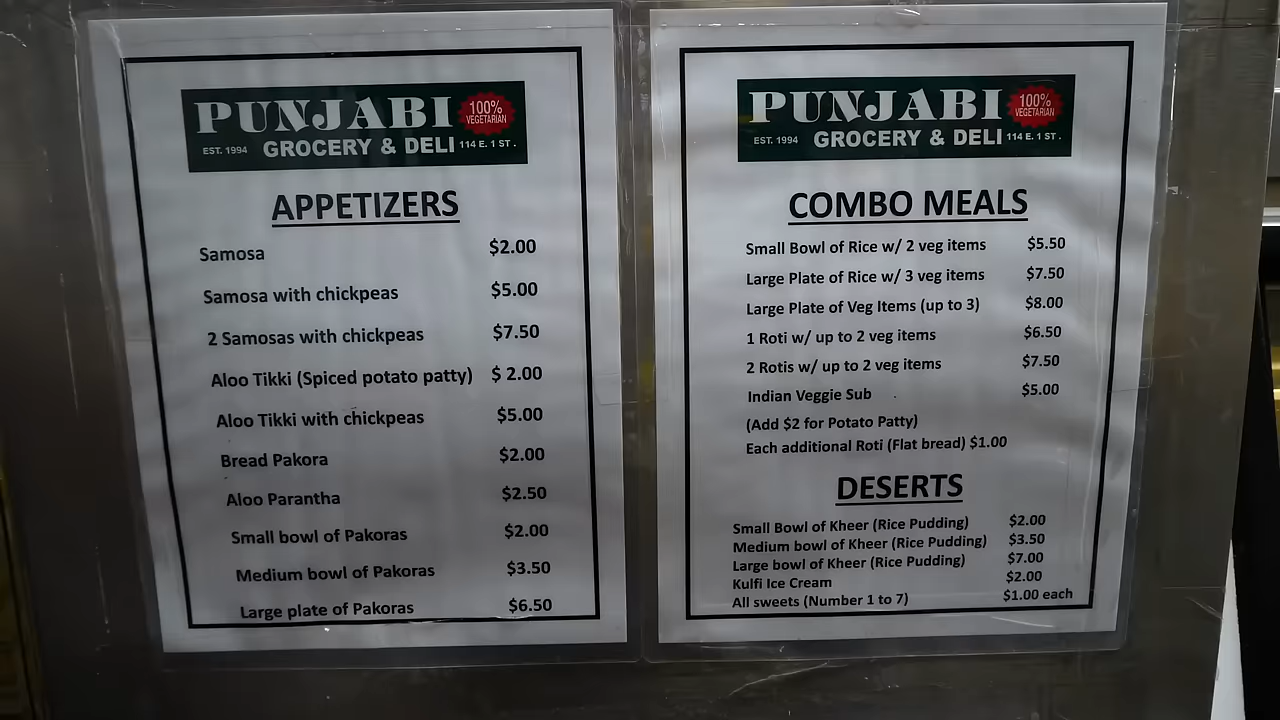 PUNJABI
100%
VEGETARIAN
EST. 1994 GROCERY & DELI 114 E. 1 ST .
APPETIZERS
Samosa $2.00
Samosa with chickpeas $5.00
2 Samosas with chickpeas $7.50
Aloo Tikki (Spiced potato patty) $ 2.00
Aloo Tikki with chickpeas $5.00
Bread Pakora $2.00
Aloo Parantha $2.50
Small bowl of Pakoras $2.00
Medium bowl of Pakoras $3.50
Large plate of Pakoras $6.50
PUNJABI
100%
VEGETARIAN
EST. 1994 GROCERY & DELI 114 E. 1 ST .
COMBO MEALS
Small Bowl of Rice w/ 2 veg items $5.50
Large Plate of Rice w/ 3 veg items $7.50
Large Plate of Veg Items (up to 3) $8.00
1 Roti w/ up to 2 veg items $6.50
2 Rotis w/ up to 2 veg items $7.50
Indian Veggie Sub $5.00
(Add $2 for Potato Patty)
Each additional Roti (Flat bread) $1.00
DESERTS
Small Bowl of Kheer (Rice Pudding) $2.00
Medium bowl of Kheer (Rice Pudding) $3.50
Large bowl of Kheer (Rice Pudding) $7.00
Kulfi Ice Cream $2.00
All sweets (Number 1 to 7) $1.00 each